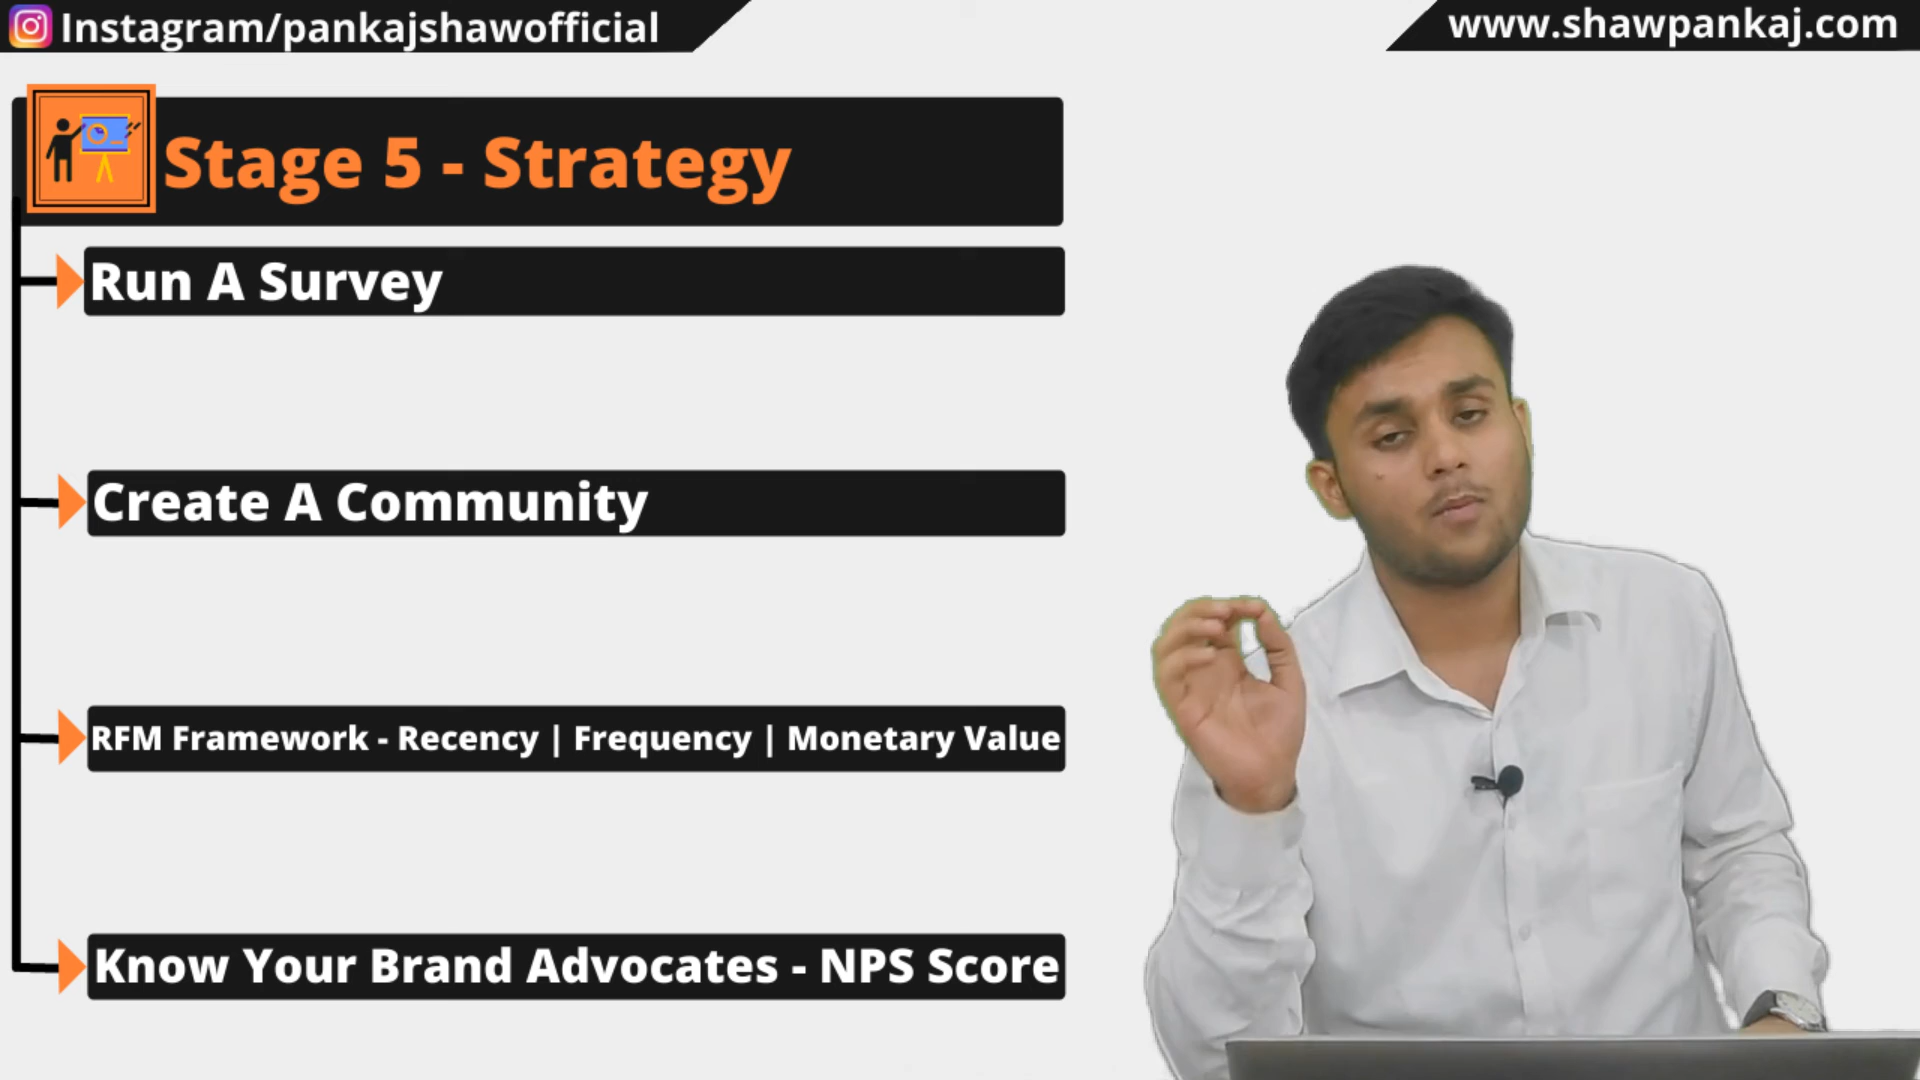 Instagram/pankajshawofficial
www.shawpankaj.com
Stage 5 - Strategy
Run A Survey
Create A Community
RFM Framework - Recency | Frequency | Monetary Value
Know Your Brand Advocates - NPS Score